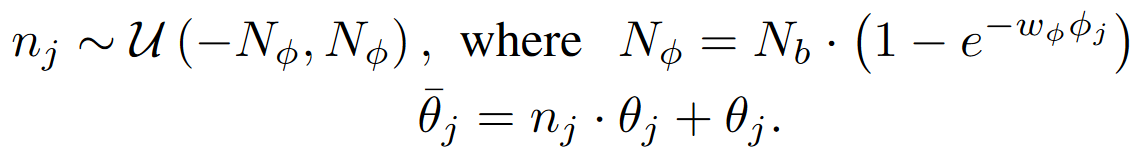 n_j ∼ 𝒰 (−N_ϕ, N_ϕ) , where N_ϕ = N_b · (1 − e^{−w_ϕ ϕ_j})
θ̄_j = n_j · θ_j + θ_j.